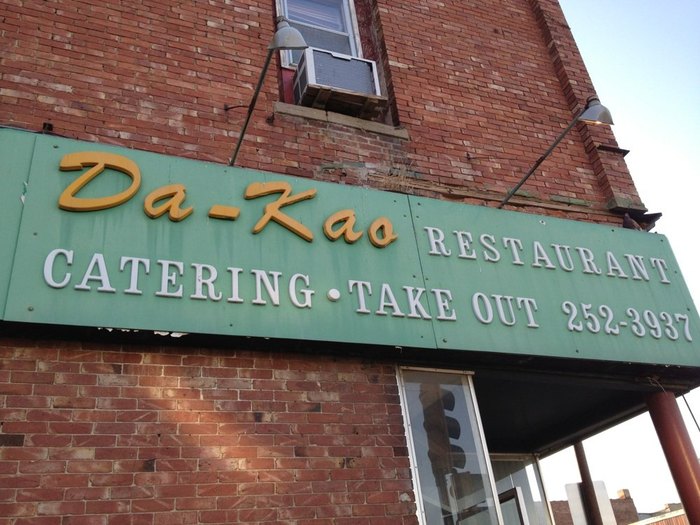 Da-Kao RESTAURANT
CATERING • TAKE OUT 252-3937